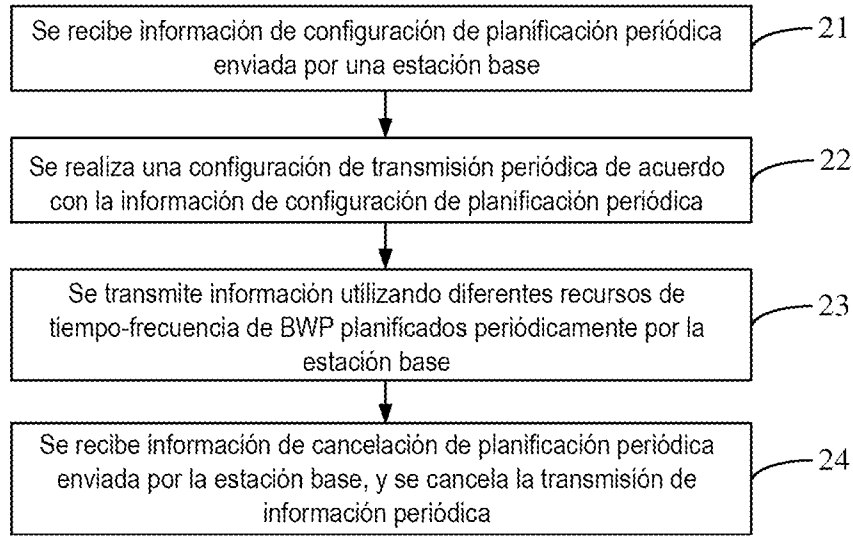 Se recibe información de configuración de planificación periódica
enviada por una estación base
21
Se realiza una configuración de transmisión periódica de acuerdo
con la información de configuración de planificación periódica
22
Se transmite información utilizando diferentes recursos de
tiempo-frecuencia de BWP planificados periódicamente por la
estación base
23
Se recibe información de cancelación de planificación periódica
enviada por la estación base, y se cancela la transmisión de
información periódica
24